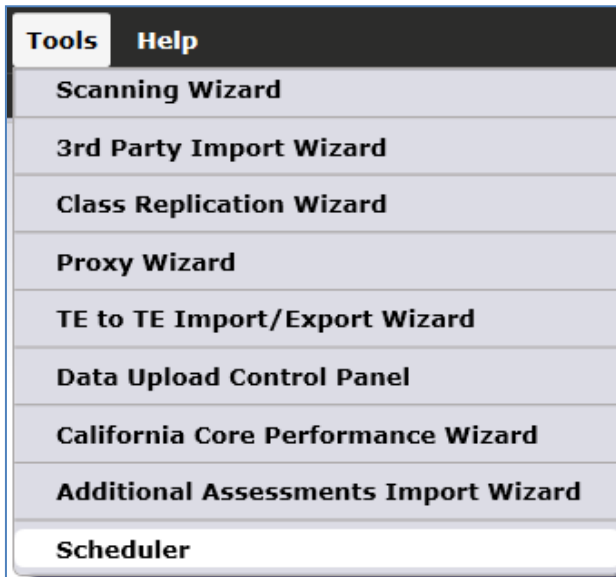 Tools Help
Scanning Wizard
3rd Party Import Wizard
Class Replication Wizard
Proxy Wizard
TE to TE Import/Export Wizard
Data Upload Control Panel
California Core Performance Wizard
Additional Assessments Import Wizard
Scheduler